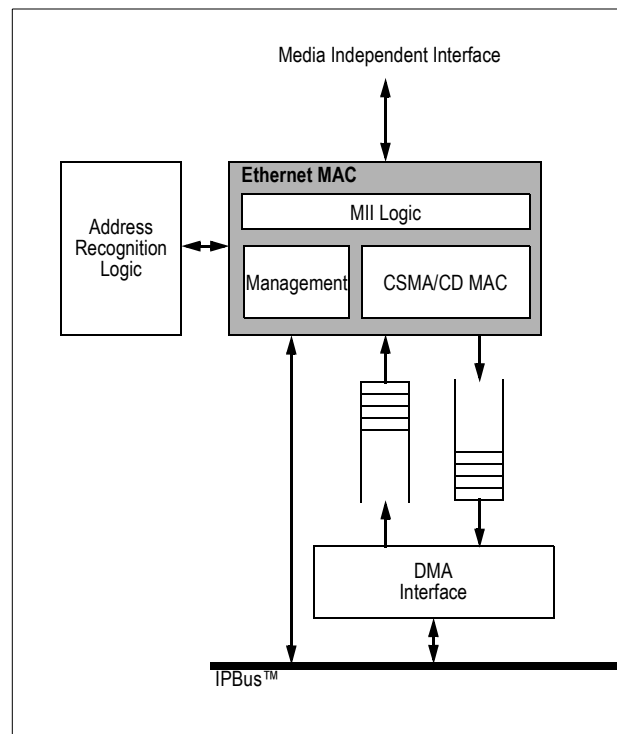 Media Independent Interface
Ethernet MAC
MII Logic
Address
Recognition
Logic
Management
CSMA/CD MAC
DMA
Interface
IPBus™